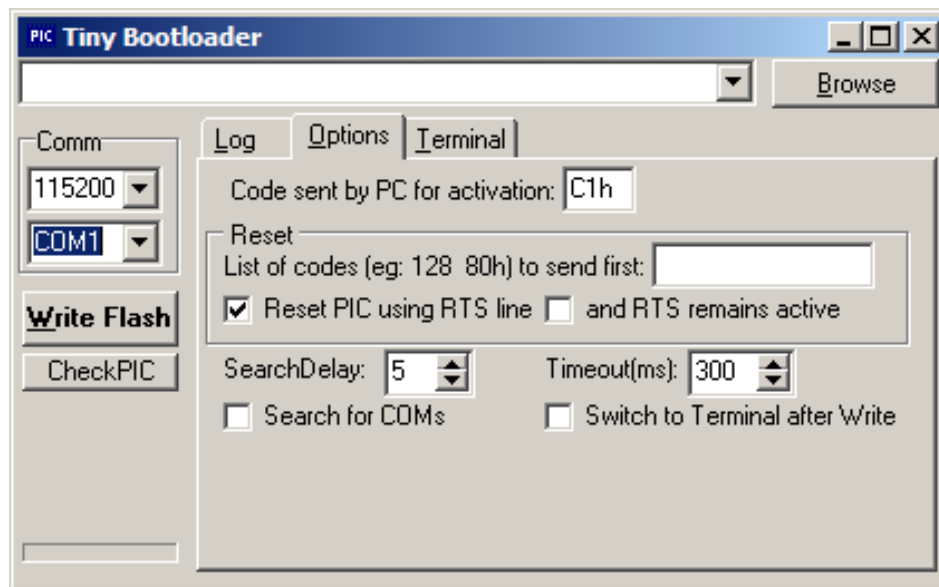 PIC Tiny Bootloader
Browse
Comm
115200
COM1
Write Flash
CheckPIC
Log Options Terminal
Code sent by PC for activation: C1h
Reset
List of codes (eg: 128 80h) to send first:
Reset PIC using RTS line and RTS remains active
SearchDelay: 5 Timeout(ms): 300
Search for COMs Switch to Terminal after Write